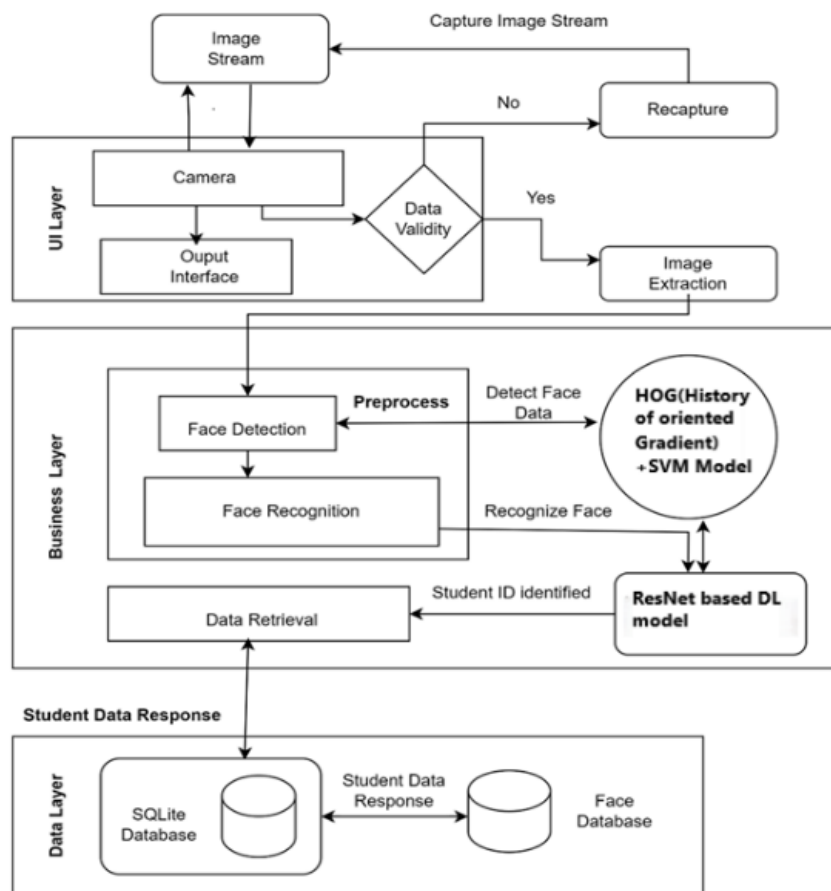 Capture Image Stream
Image
Stream
No
Recapture
UI Layer
Camera
Data
Validity
Yes
Ouput
Interface
Image
Extraction
Business Layer
Preprocess
Detect Face
Data
HOG(History
of oriented
Gradient)
+SVM Model
Face Detection
Face Recognition
Recognize Face
Student ID identified
ResNet based DL
model
Data Retrieval
Student Data Response
Data Layer
SQLite
Database
Student Data
Response
Face
Database